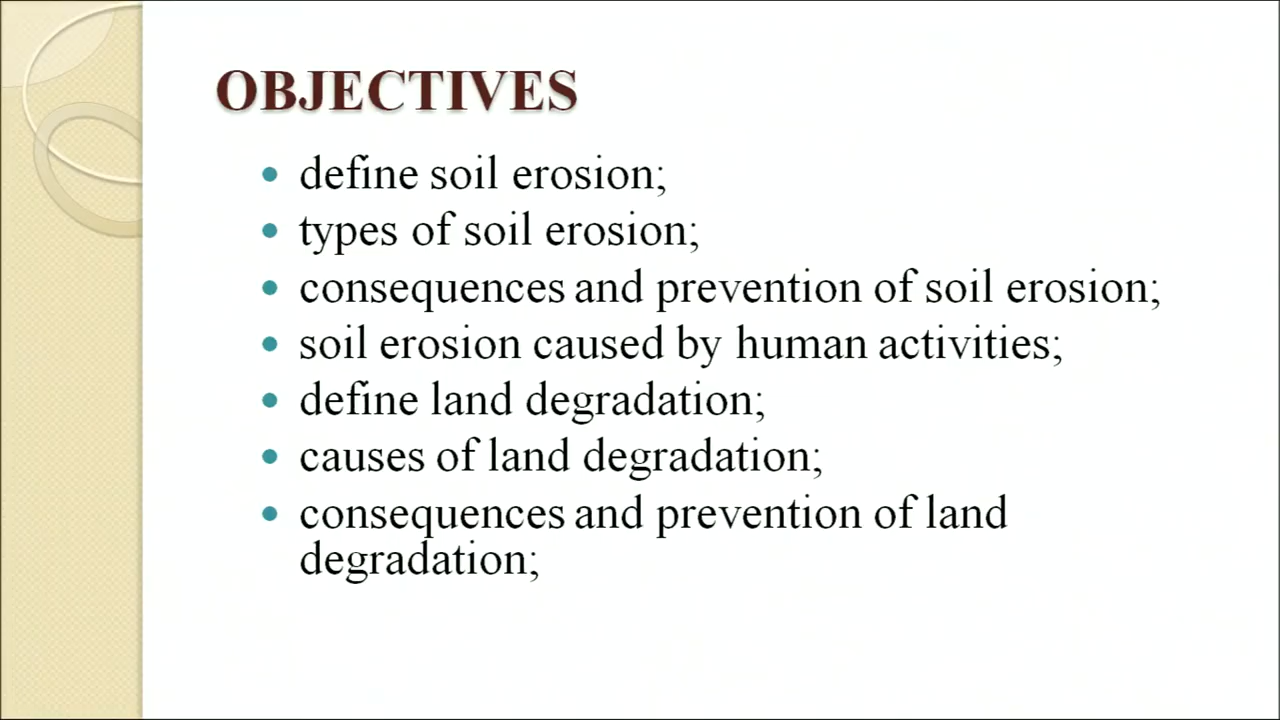 OBJECTIVES
• define soil erosion;
• types of soil erosion;
• consequences and prevention of soil erosion;
• soil erosion caused by human activities;
• define land degradation;
• causes of land degradation;
• consequences and prevention of land
degradation;